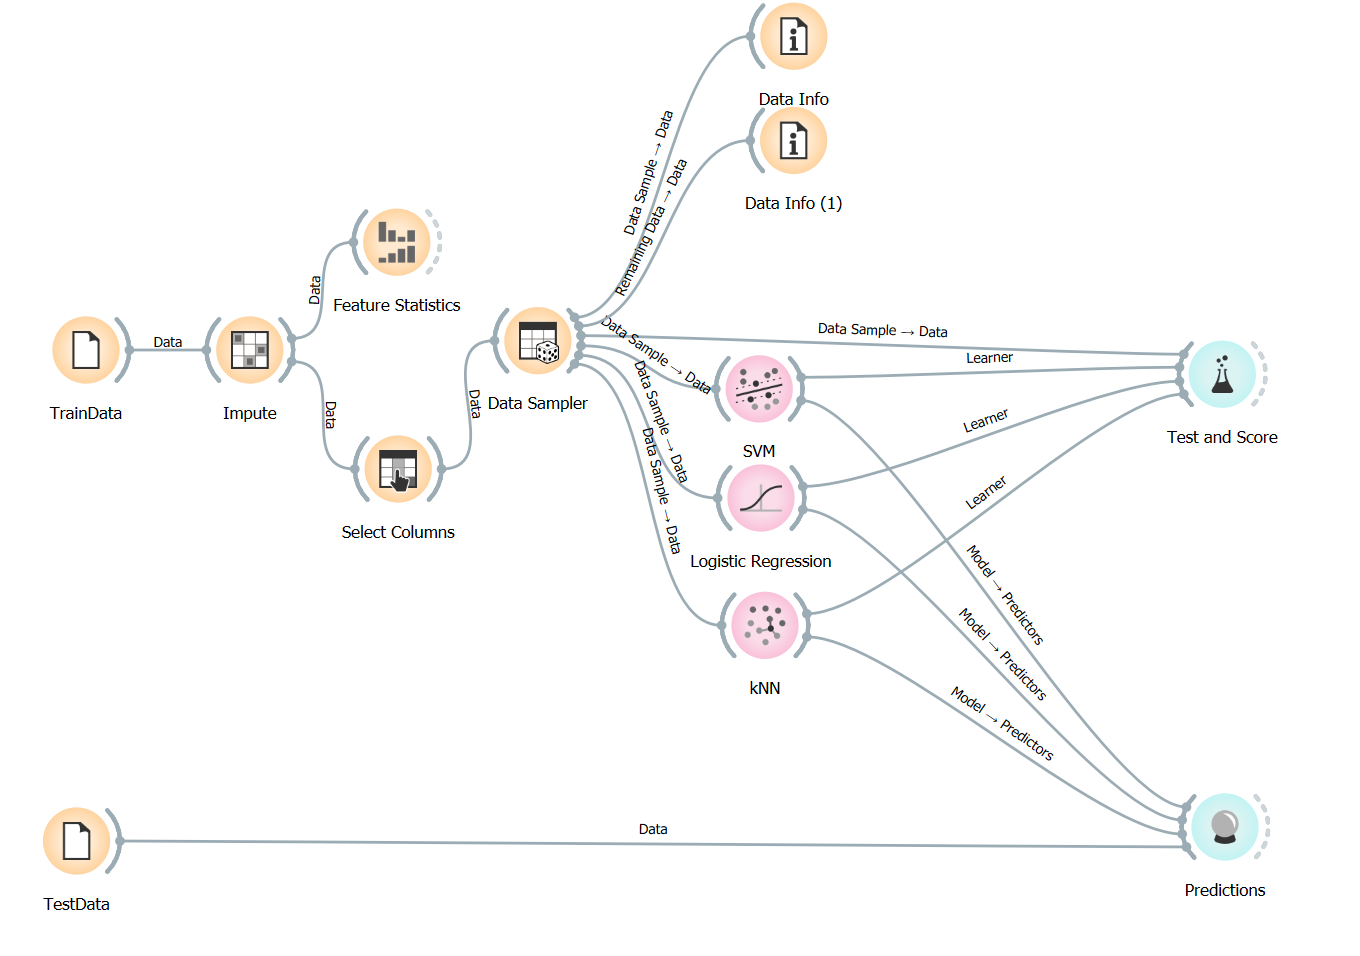 Data Info
Data Sample → Data
Data Info (1)
Remaining Data → Data
Feature Statistics
Data
TrainData
Data
Impute
Data
Select Columns
Data
Data Sampler
Data Sample → Data
Learner
Test and Score
Data Sample → Data
SVM
Learner
Data Sample → Data
Logistic Regression
Learner
Data Sample → Data
kNN
Model → Predictors
Model → Predictors
Model → Predictors
TestData
Data
Predictions